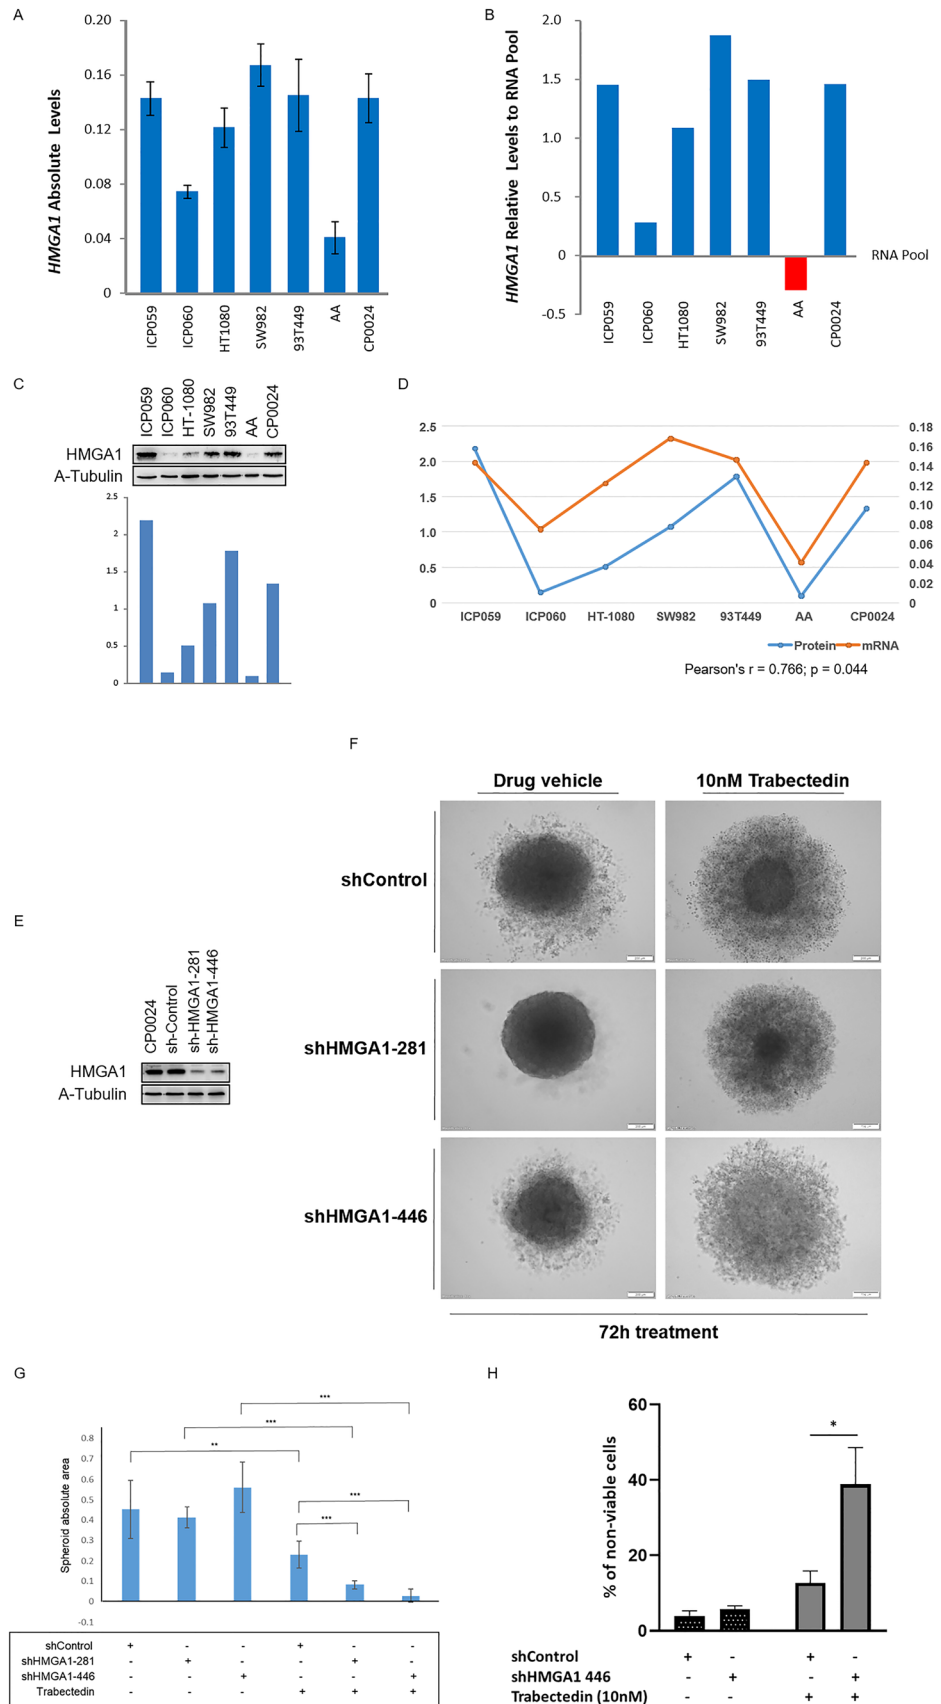 A
HMGA1 Absolute Levels
0.20
0.16
0.12
0.08
0.04
0
ICP059
ICP060
HT1080
SW982
93T449
AA
CP0024
B
HMGA1 Relative Levels to RNA Pool
2.0
1.5
1.0
0.5
0
-0.5
RNA Pool
ICP059
ICP060
HT1080
SW982
93T449
AA
CP0024
C
ICP059
ICP060
HT-1080
SW982
93T449
AA
CP0024
HMGA1
A-Tubulin
2.5
2
1.5
1
0.5
0
D
2.5
2.0
1.5
1.0
0.5
0
0.18
0.16
0.14
0.12
0.10
0.08
0.06
0.04
0.02
0
ICP059 ICP060 HT-1080 SW982 93T449 AA CP0024
Protein mRNA
Pearson's r = 0.766; p = 0.044
E
CP0024
sh-Control
sh-HMGA1-281
sh-HMGA1-446
HMGA1
A-Tubulin
F
Drug vehicle 10nM Trabectedin
shControl
shHMGA1-281
shHMGA1-446
72h treatment
G
Spheroid absolute area
0.8
0.7
0.6
0.5
0.4
0.3
0.2
0.1
0
-0.1
***
***
**
***
***
shControl + - - + - -
shHMGA1-281 - + - - + -
shHMGA1-446 - - + - - +
Trabectedin - - - + + +
H
% of non-viable cells
60
40
20
0
*
shControl + - + -
shHMGA1 446 - + - +
Trabectedin (10nM) - - + +